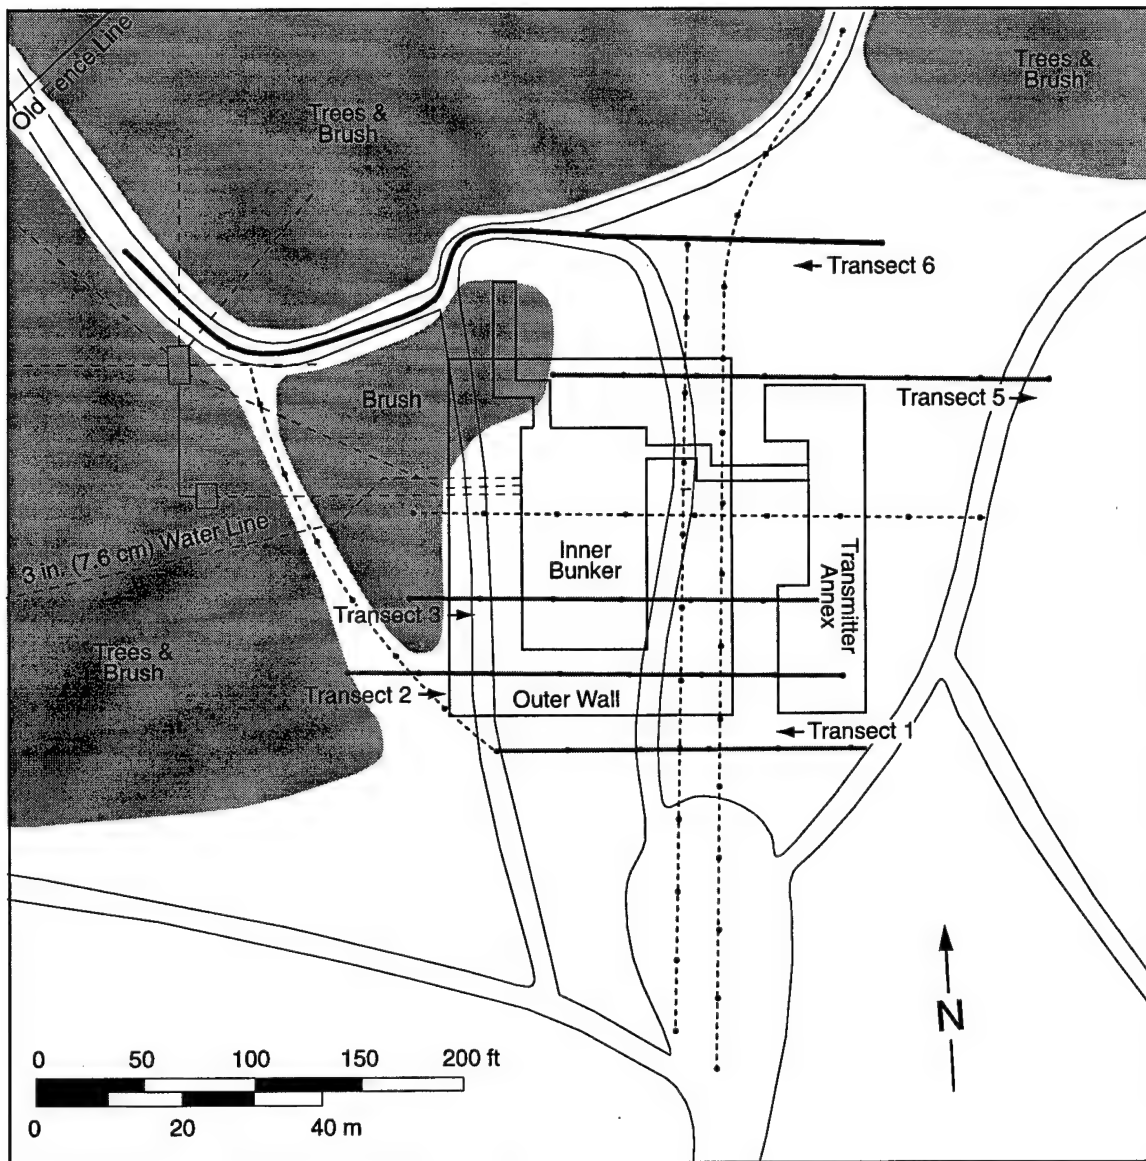 Old Fence Line
Trees &
Brush
Trees &
Brush
Transect 6
Transect 5
Brush
3 in. (7.6 cm) Water Line
Inner
Bunker
Transmitter
Annex
Transect 3
Trees &
Brush
Transect 2
Outer Wall
Transect 1
N
0 50 100 150 200 ft
0 20 40 m